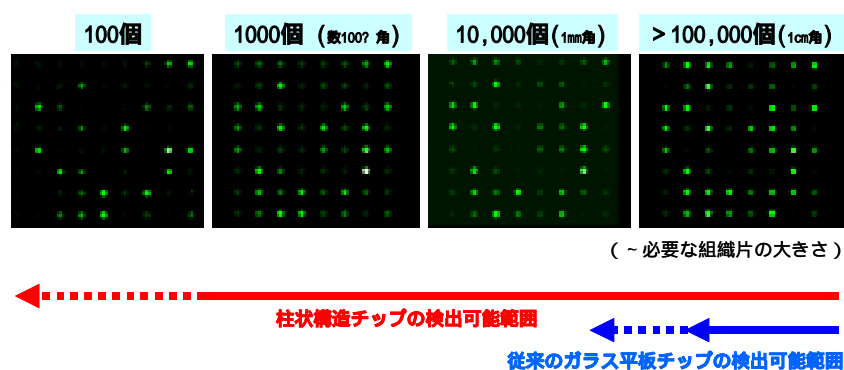 100個
1000個 (数100? 角)
10,000個(1mm角)
>100,000個(1cm角)
(~必要な組織片の大きさ)
柱状構造チップの検出可能範囲
従来のガラス平板チップの検出可能範囲